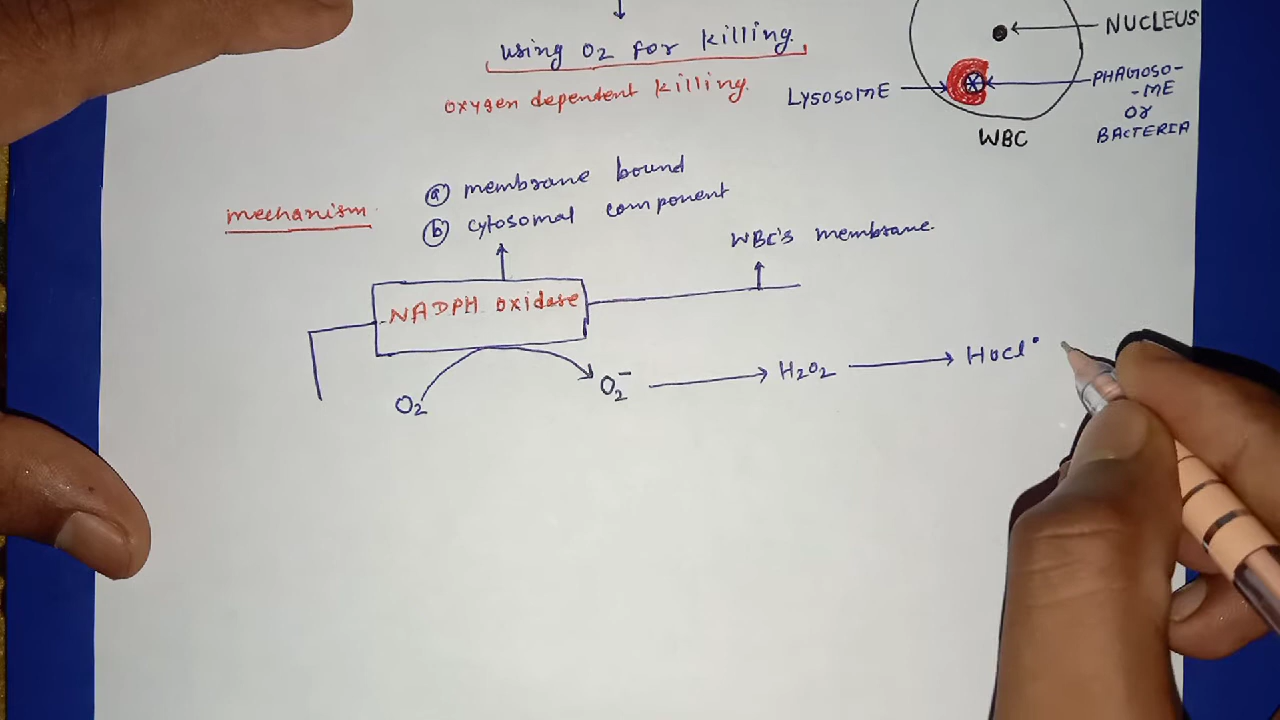 using O2 for killing
oxygen dependent killing.
NUCLEUS
LYSOSOME
PHAGOSO-
-ME
or
BACTERIA
WBC
mechanism.
(a) membrane bound
(b) cytosomal component
WBC's membrane.
NADPH oxidase
O2
O2⁻
H2O2
HOCl•